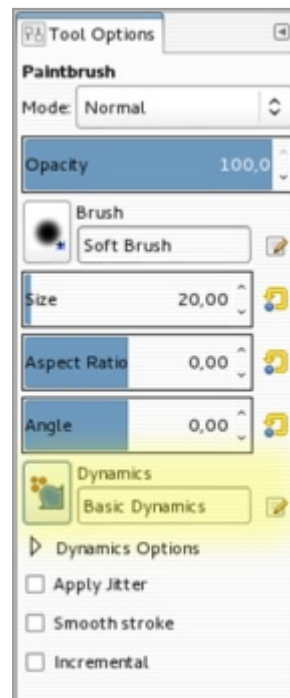 Tool Options
Paintbrush
Mode: Normal
Opacity 100,0
Brush
Soft Brush
Size 20,00
Aspect Ratio 0,00
Angle 0,00
Dynamics
Basic Dynamics
Dynamics Options
Apply Jitter
Smooth stroke
Incremental